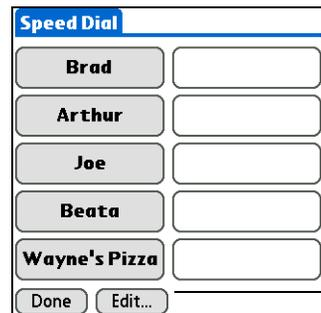 Speed Dial
Brad
Arthur
Joe
Beata
Wayne's Pizza
Done Edit...